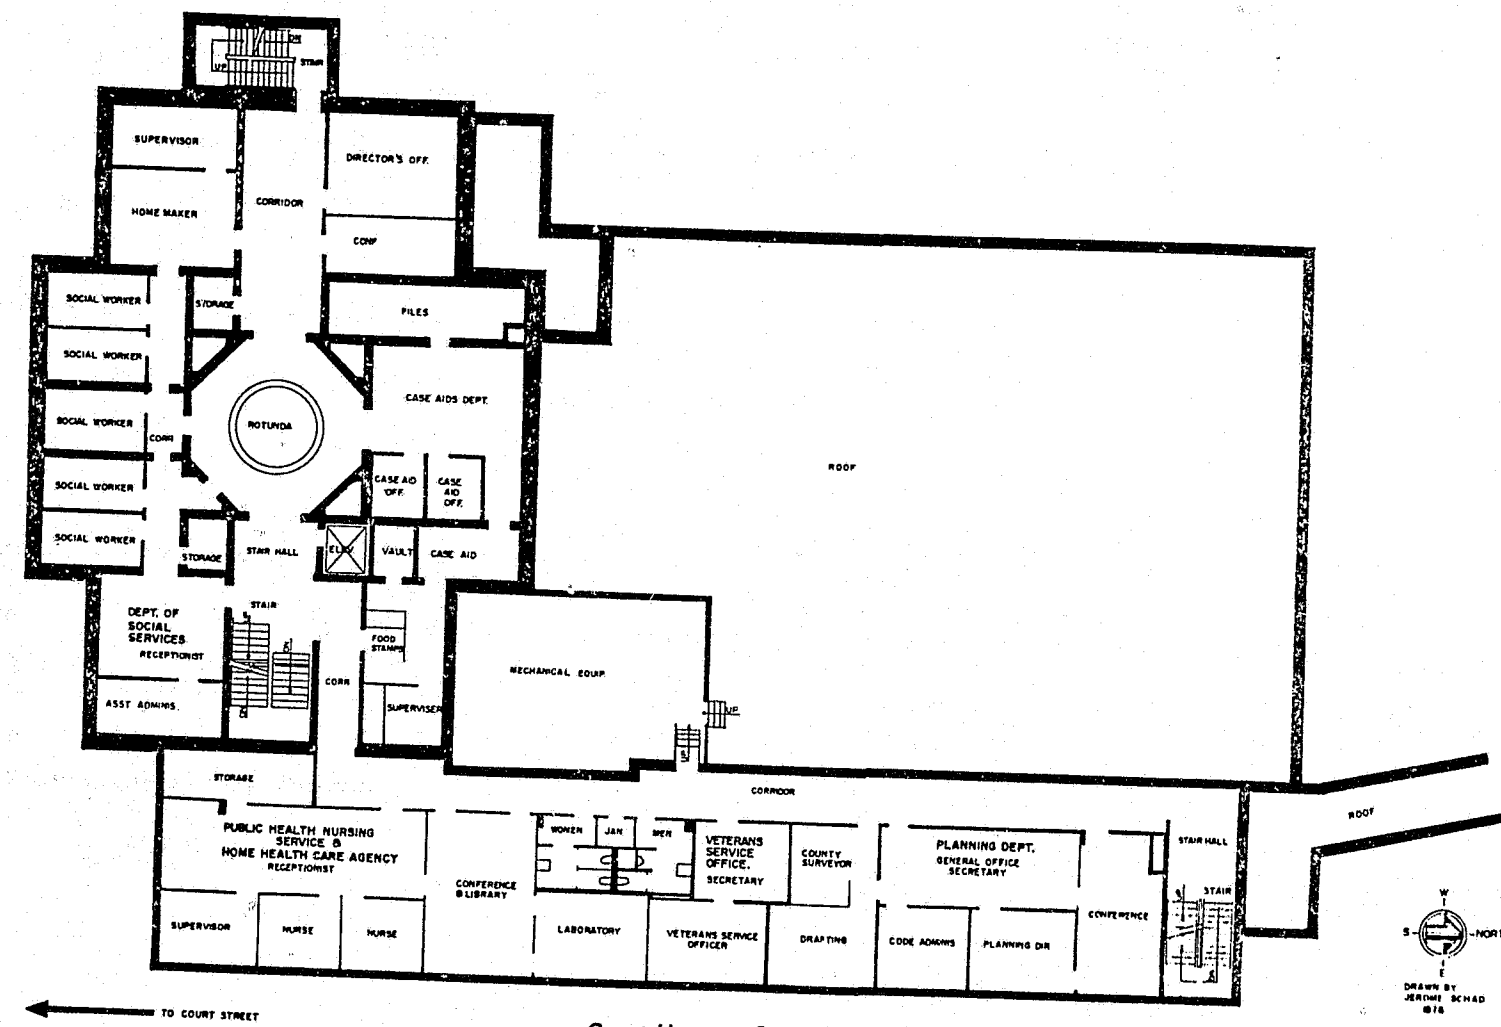 DN
UP
STAIR
SUPERVISOR
DIRECTOR'S OFF.
HOME MAKER
CORRIDOR
CONF
SOCIAL WORKER
STORAGE
FILES
SOCIAL WORKER
CASE AIDS DEPT.
SOCIAL WORKER
ROTUNDA
CORR
ROOF
SOCIAL WORKER
CASE AID
OFF.
CASE
AID
OFF.
SOCIAL WORKER
STORAGE
STAIR HALL
ELEV.
VAULT
CASE AID
DEPT. OF
SOCIAL
SERVICES
RECEPTIONIST
STAIR
FOOD
STAMPS
MECHANICAL EQUIP.
CORR
ASST ADMINIS.
SUPERVISER
UP
UP
STORAGE
CORRIDOR
ROOF
PUBLIC HEALTH NURSING
SERVICE &
HOME HEALTH CARE AGENCY
RECEPTIONIST
WOMEN
JAN
MEN
VETERANS
SERVICE
OFFICE.
SECRETARY
COUNTY
SURVEYOR
PLANNING DEPT.
GENERAL OFFICE
SECRETARY
STAIR HALL
CONFERENCE
& LIBRARY
STAIR
SUPERVISOR
NURSE
NURSE
LABORATORY
VETERANS SERVICE
OFFICER
DRAFTING
CODE ADMINIS
PLANNING DIR
CONFERENCE
DN
W
S
NORT
E
DRAWN BY
JEROME SCHAD
1976
TO COURT STREET